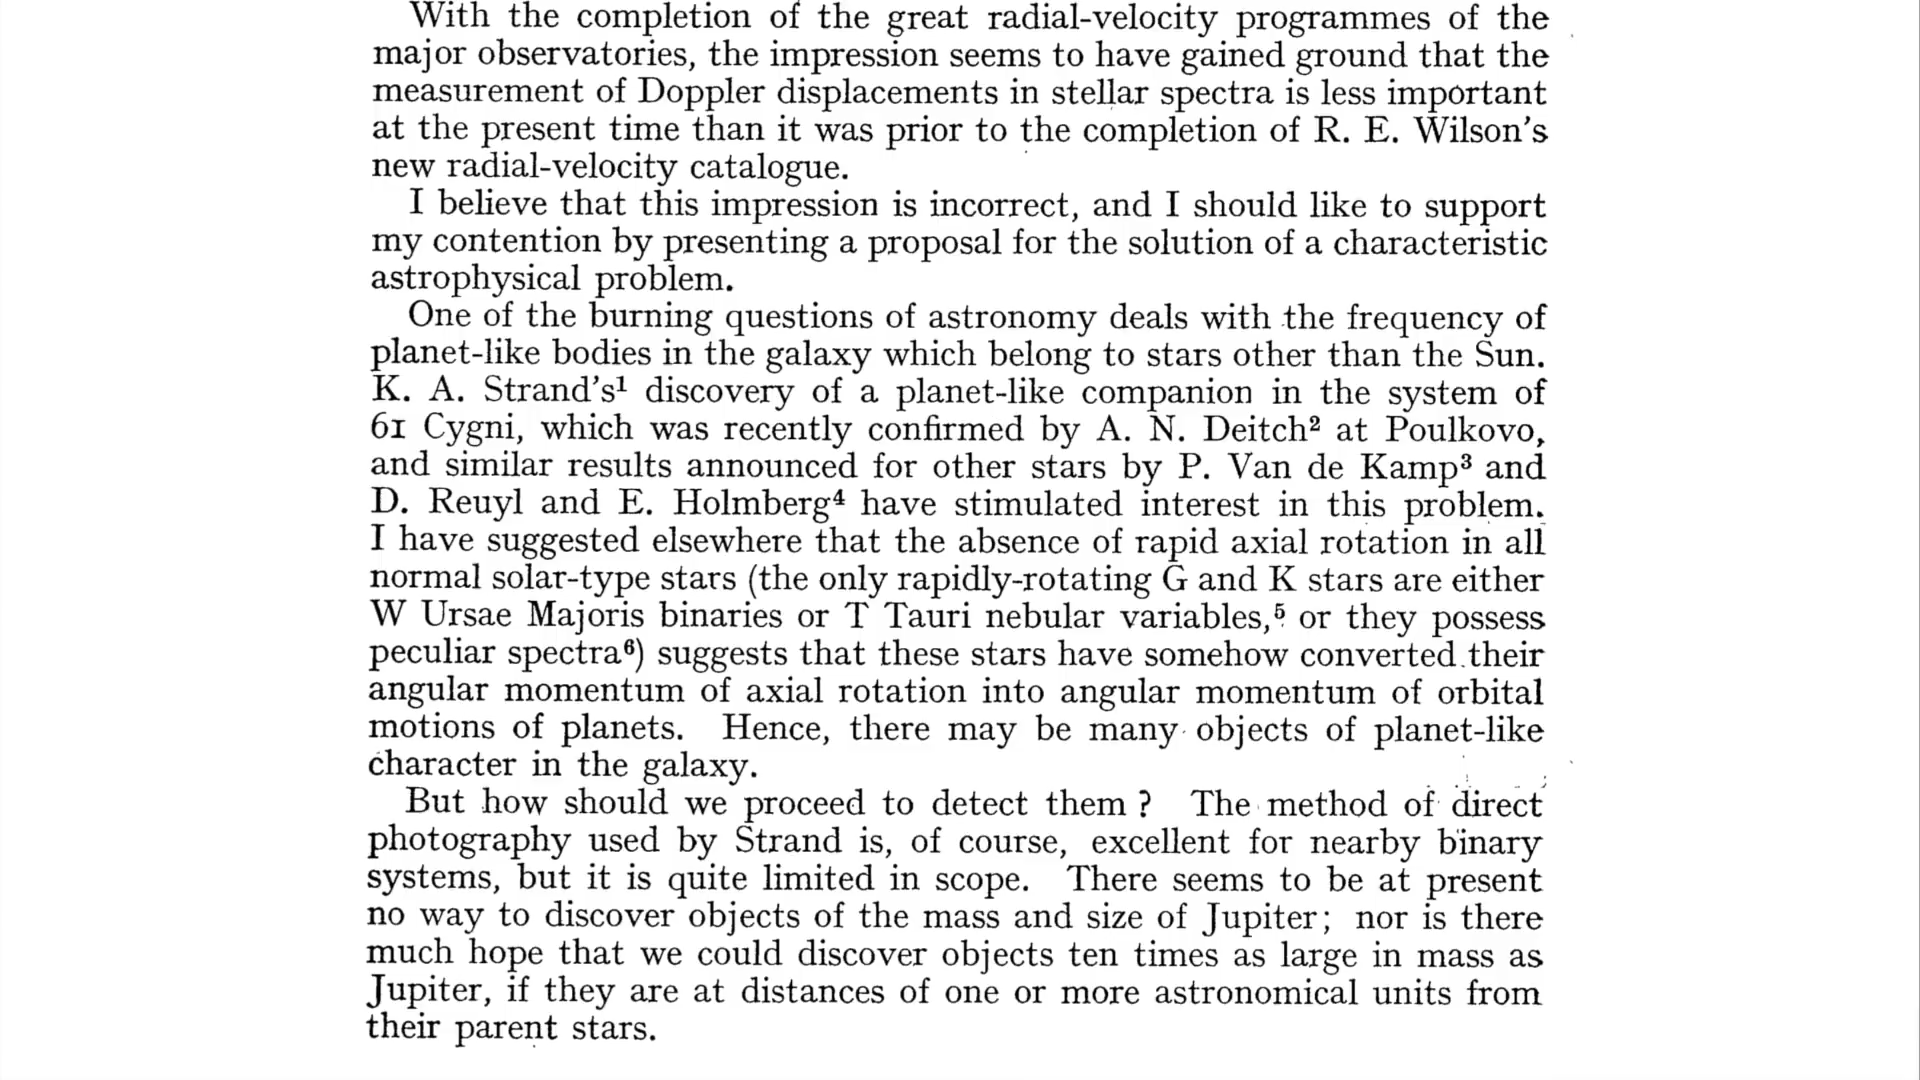 With the completion of the great radial-velocity programmes of the
major observatories, the impression seems to have gained ground that the
measurement of Doppler displacements in stellar spectra is less important
at the present time than it was prior to the completion of R. E. Wilson's
new radial-velocity catalogue.
I believe that this impression is incorrect, and I should like to support
my contention by presenting a proposal for the solution of a characteristic
astrophysical problem.
One of the burning questions of astronomy deals with the frequency of
planet-like bodies in the galaxy which belong to stars other than the Sun.
K. A. Strand's¹ discovery of a planet-like companion in the system of
61 Cygni, which was recently confirmed by A. N. Deitch² at Poulkovo,
and similar results announced for other stars by P. Van de Kamp³ and
D. Reuyl and E. Holmberg⁴ have stimulated interest in this problem.
I have suggested elsewhere that the absence of rapid axial rotation in all
normal solar-type stars (the only rapidly-rotating G and K stars are either
W Ursae Majoris binaries or T Tauri nebular variables,⁵ or they possess
peculiar spectra⁶) suggests that these stars have somehow converted their
angular momentum of axial rotation into angular momentum of orbital
motions of planets. Hence, there may be many objects of planet-like
character in the galaxy.
But how should we proceed to detect them ? The method of direct
photography used by Strand is, of course, excellent for nearby binary
systems, but it is quite limited in scope. There seems to be at present
no way to discover objects of the mass and size of Jupiter; nor is there
much hope that we could discover objects ten times as large in mass as
Jupiter, if they are at distances of one or more astronomical units from
their parent stars.